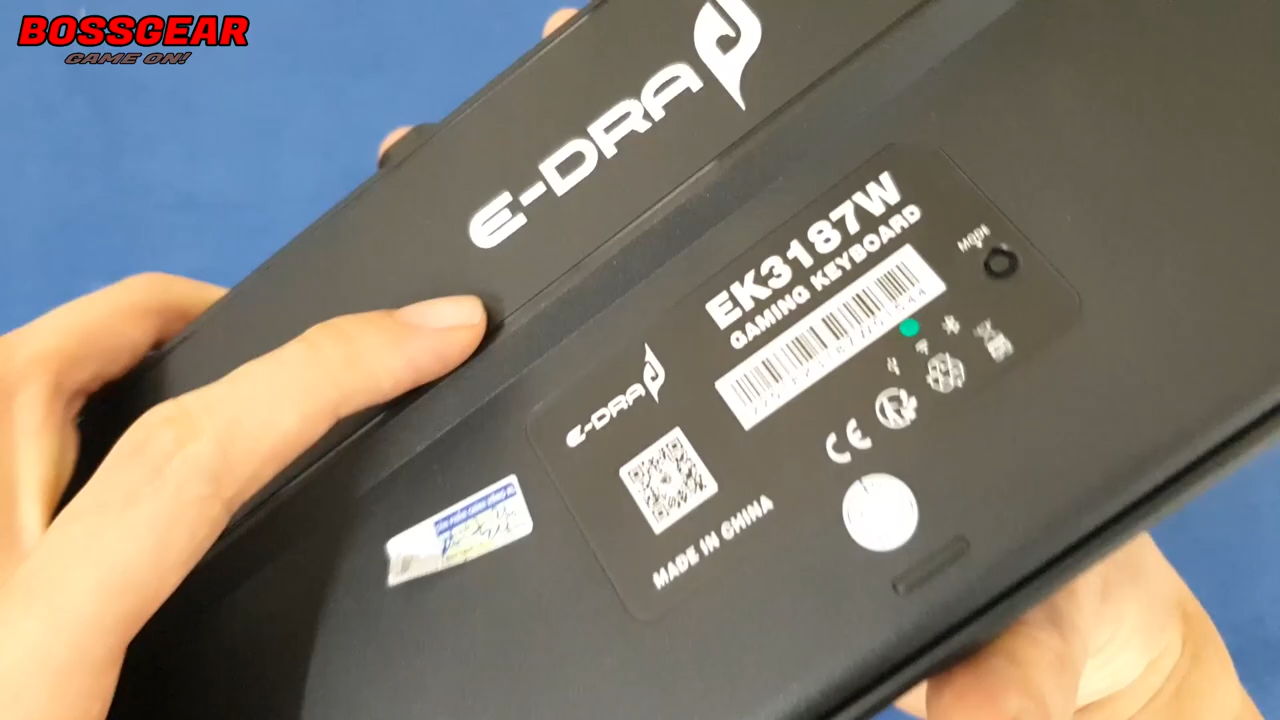 BOSSGEAR
GAME ON!
E-DRA
EK3187W
GAMING KEYBOARD
MODE
E-DRA
CE
MADE IN CHINA